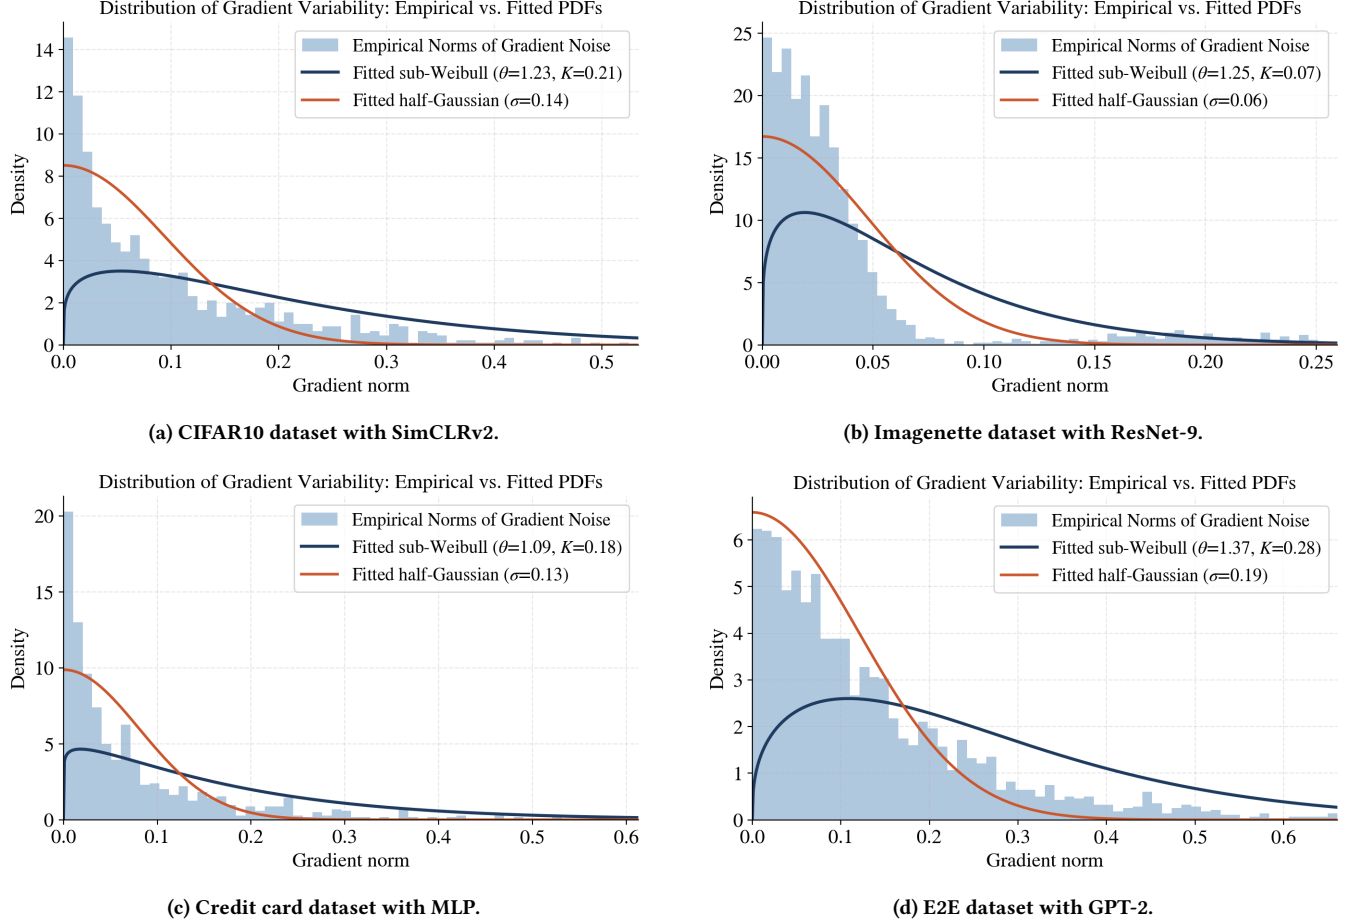 Distribution of Gradient Variability: Empirical vs. Fitted PDFs
Empirical Norms of Gradient Noise
Fitted sub-Weibull (θ=1.23, K=0.21)
Fitted half-Gaussian (σ=0.14)
Density
14
12
10
8
6
4
2
0
0.0 0.1 0.2 0.3 0.4 0.5
Gradient norm
(a) CIFAR10 dataset with SimCLRv2.
Distribution of Gradient Variability: Empirical vs. Fitted PDFs
Empirical Norms of Gradient Noise
Fitted sub-Weibull (θ=1.25, K=0.07)
Fitted half-Gaussian (σ=0.06)
Density
25
20
15
10
5
0
0.00 0.05 0.10 0.15 0.20 0.25
Gradient norm
(b) Imagenette dataset with ResNet-9.
Distribution of Gradient Variability: Empirical vs. Fitted PDFs
Empirical Norms of Gradient Noise
Fitted sub-Weibull (θ=1.09, K=0.18)
Fitted half-Gaussian (σ=0.13)
Density
20
15
10
5
0
0.0 0.1 0.2 0.3 0.4 0.5 0.6
Gradient norm
(c) Credit card dataset with MLP.
Distribution of Gradient Variability: Empirical vs. Fitted PDFs
Empirical Norms of Gradient Noise
Fitted sub-Weibull (θ=1.37, K=0.28)
Fitted half-Gaussian (σ=0.19)
Density
6
5
4
3
2
1
0
0.0 0.1 0.2 0.3 0.4 0.5 0.6
Gradient norm
(d) E2E dataset with GPT-2.